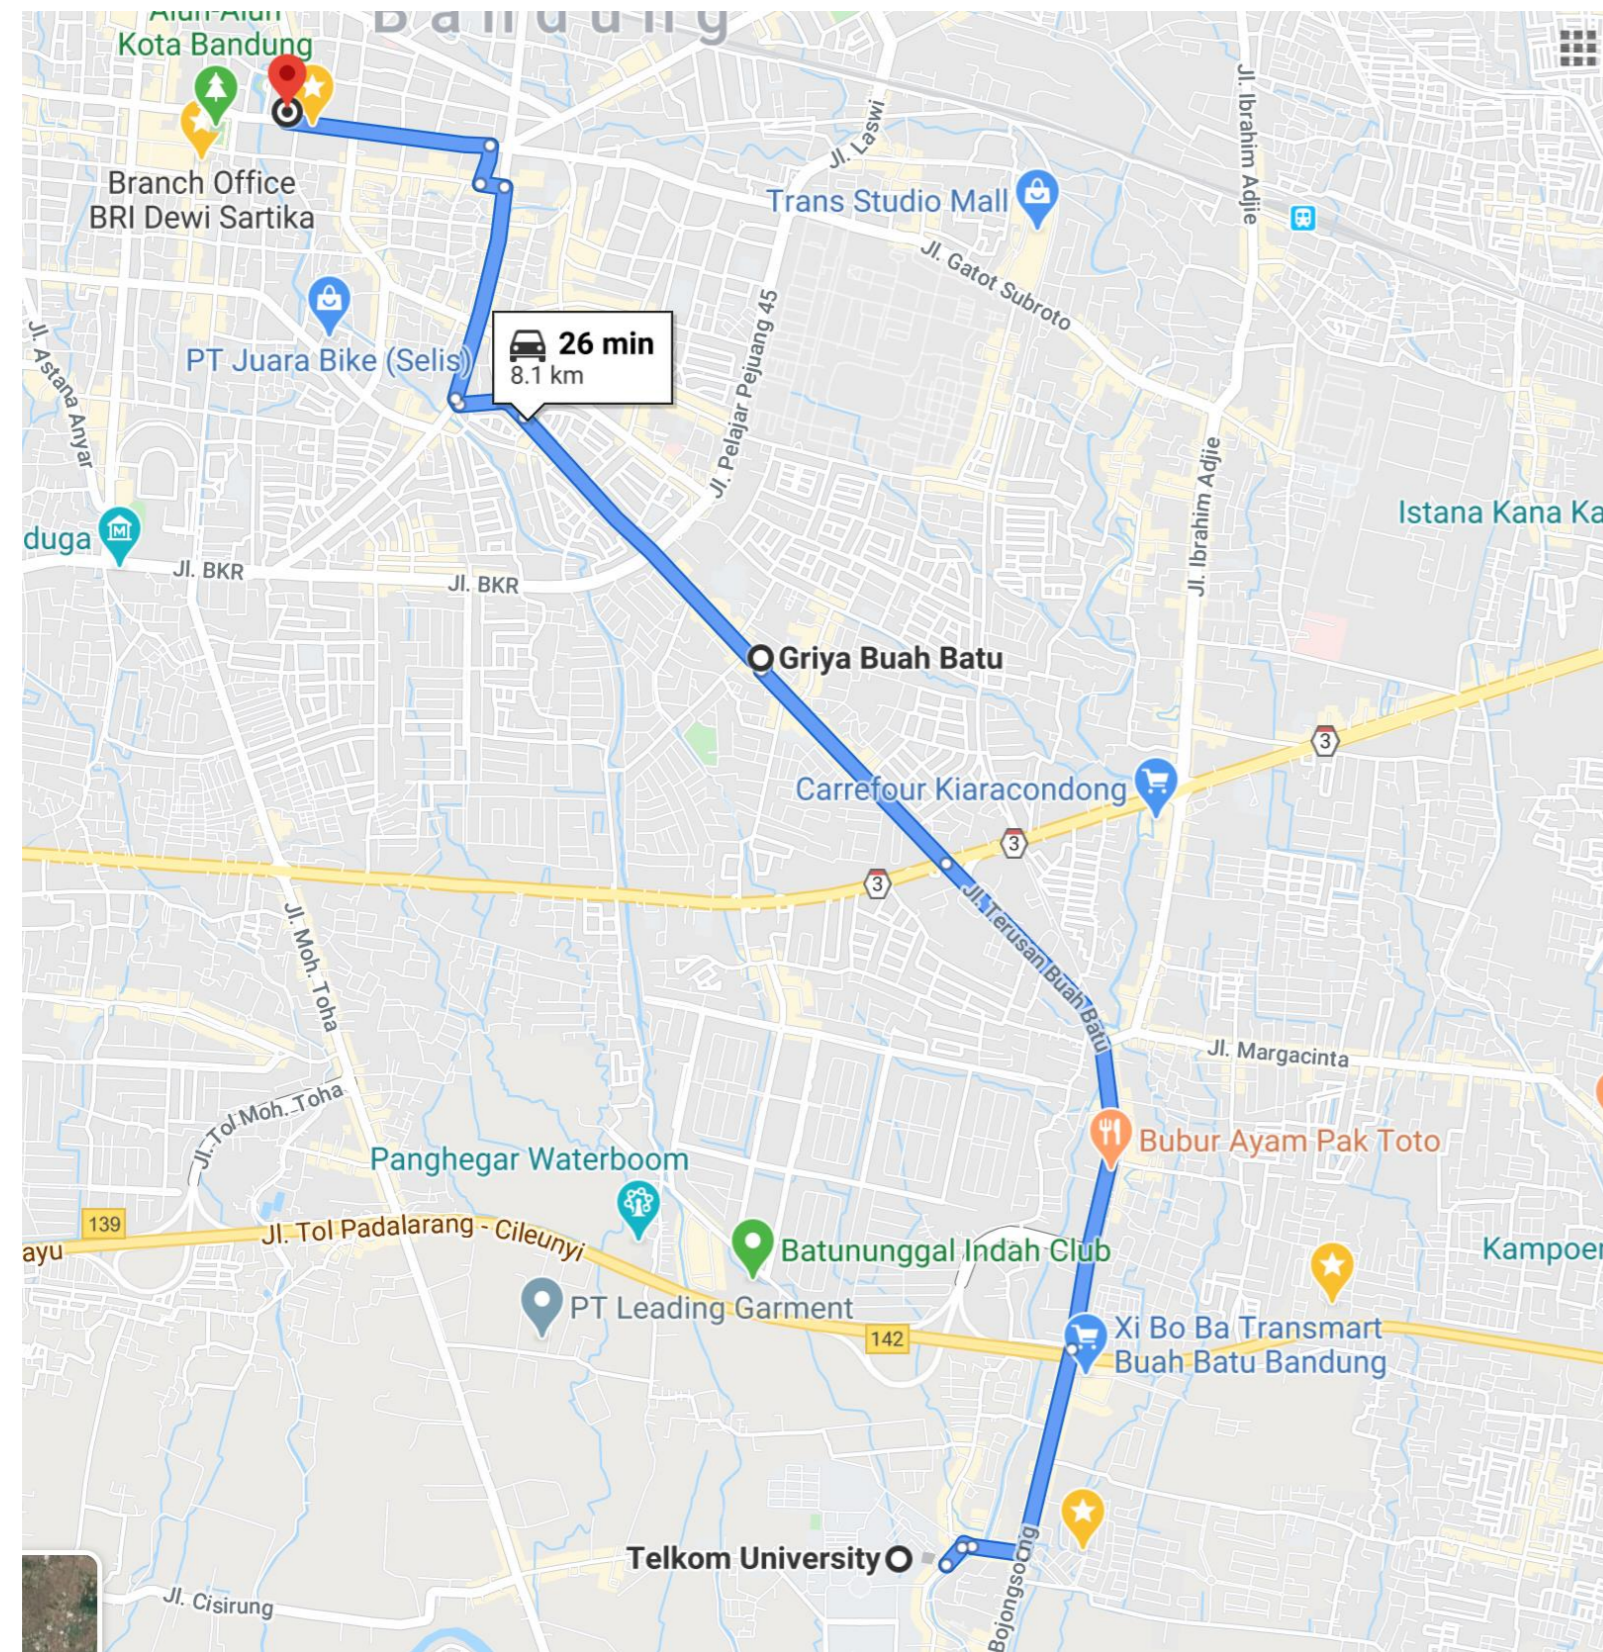 Bandung
Alun-Alun
Kota Bandung
Branch Office
BRI Dewi Sartika
Jl. Laswi
Jl. Ibrahim Adjie
Trans Studio Mall
Jl. Gatot Subroto
PT Juara Bike (Selis)
26 min
8.1 km
Jl. Astana Anyar
Jl. Pelajar Pejuang 45
Jl. Ibrahim Adjie
Istana Kana Ka
duga
Jl. BKR
Jl. BKR
Griya Buah Batu
3
Carrefour Kiaracondong
3
3
Jl. Terusan Buah Batu
Jl. Moh. Toha
Jl. Margacinta
Jl. Tol Moh. Toha
Bubur Ayam Pak Toto
Panghegar Waterboom
139
ayu
Jl. Tol Padalarang - Cileunyi
Batununggal Indah Club
Kampoer
PT Leading Garment
142
Xi Bo Ba Transmart
Buah Batu Bandung
Telkom University
Bojongsoang
Jl. Cisirung